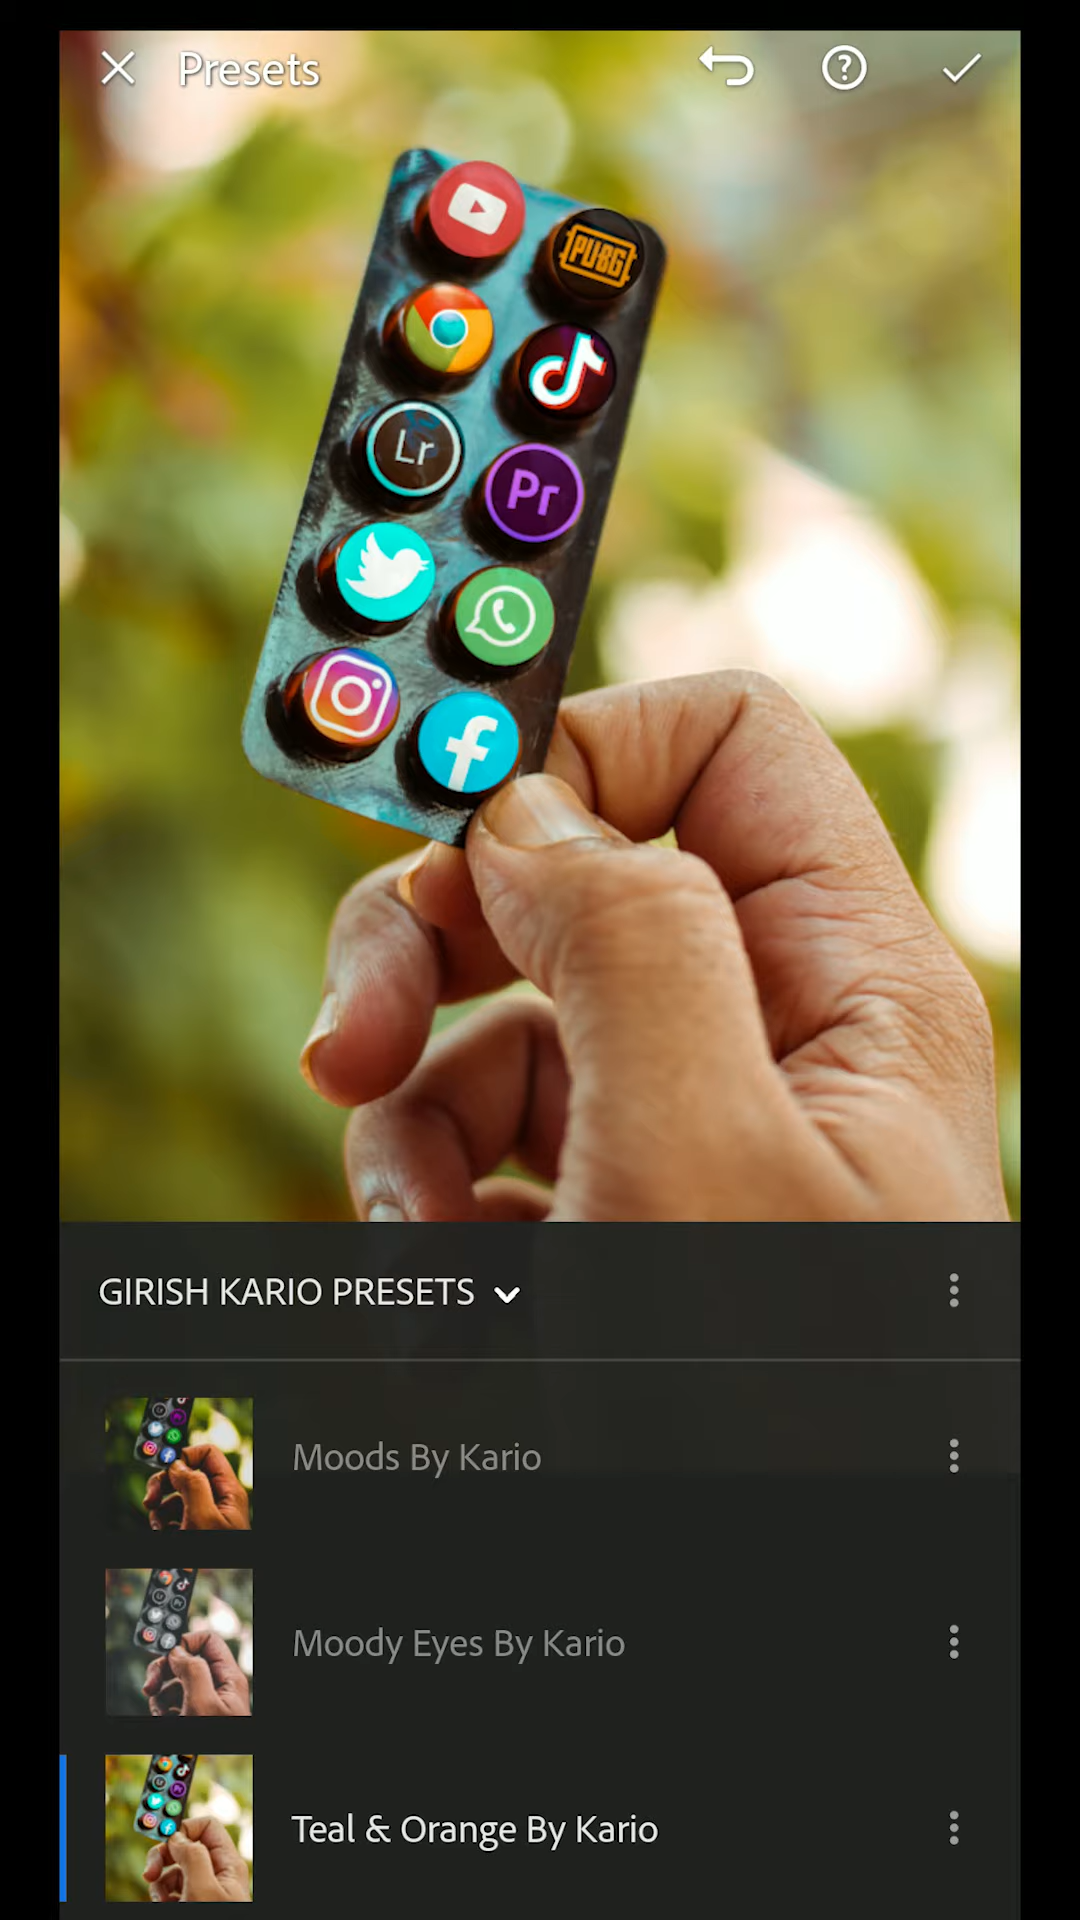 Presets
PUBG
Lr
Pr
GIRISH KARIO PRESETS
Moods By Kario
Moody Eyes By Kario
Teal & Orange By Kario